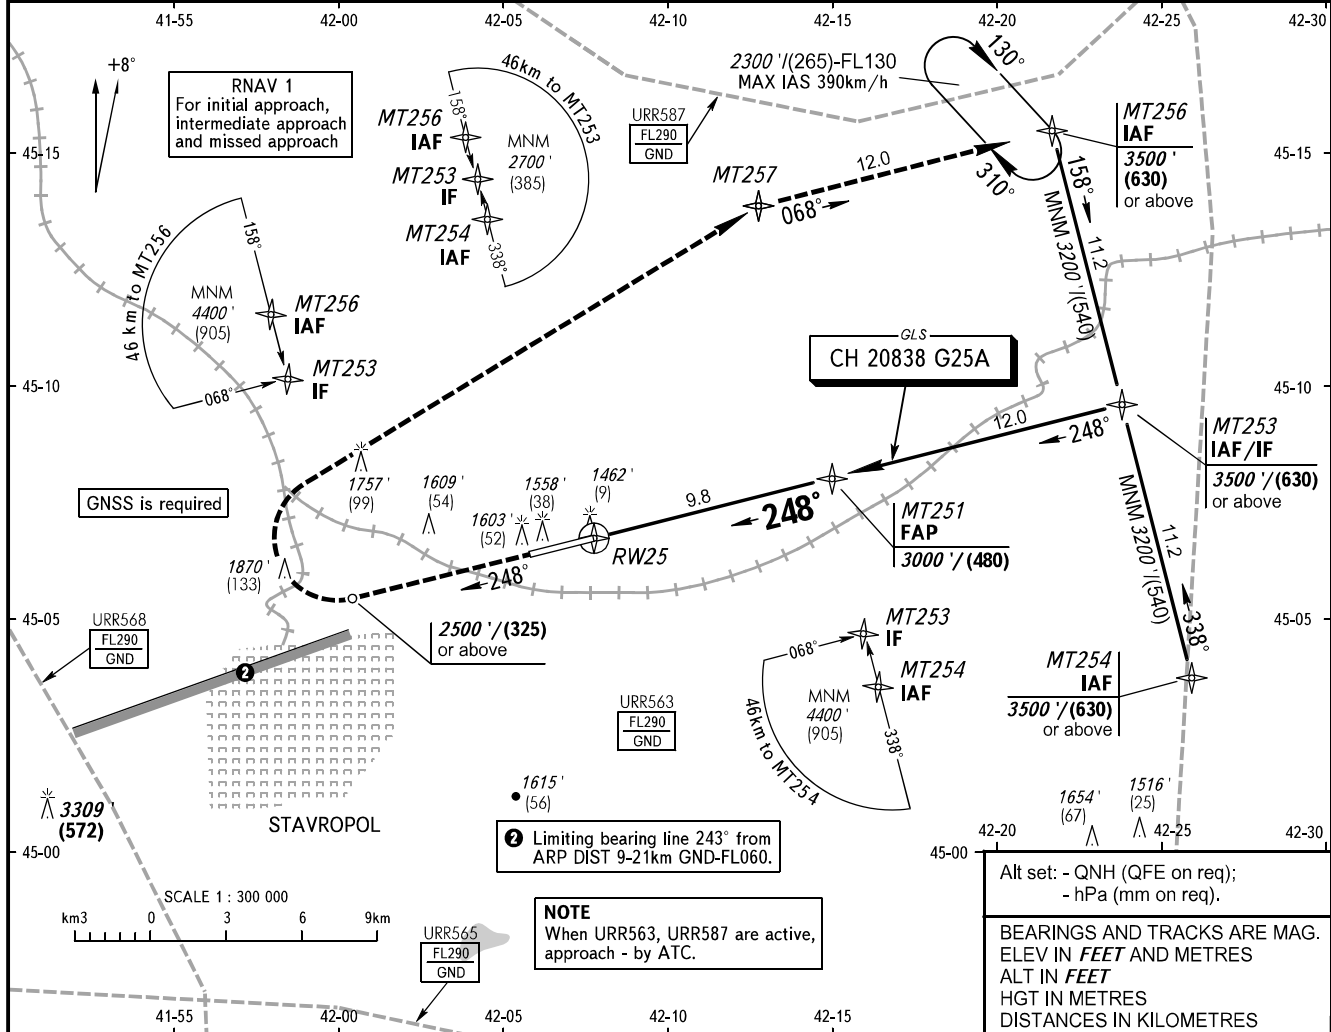 41-55
42-00
42-05
42-10
42-15
42-20
42-25
42-30
+8°
RNAV 1
For initial approach,
intermediate approach
and missed approach
46km to MT253
158°
MT256
IAF
MT253
IF
MT254
IAF
338°
MNM
2700 '
(385)
2300 '/(265)-FL130
MAX IAS 390km/h
130°
310°
URR587
FL290
GND
MT256
IAF
3500 '
(630)
or above
45-15
45-15
MT257
12.0
068°
158°
MNM 3200 '/(540)
11.2
46 km to MT256
158°
MNM
4400 '
(905)
MT256
IAF
MT253
IF
068°
GLS
CH 20838 G25A
45-10
45-10
12.0
248°
MT253
IAF/IF
3500 '/(630)
or above
GNSS is required
1757 '
(99)
1609 '
(54)
1558 '
(38)
1462 '
(9)
1603 '
(52)
9.8
248°
MT251
FAP
3000 '/(480)
RW25
1870 '
(133)
248°
MNM 3200 '/(540)
11.2
338°
45-05
45-05
URR568
FL290
GND
2500 '/(325)
or above
2
MT253
IF
068°
MT254
IAF
MNM
4400 '
(905)
338°
46km to MT254
MT254
IAF
3500 '/(630)
or above
URR563
FL290
GND
3309 '
(572)
STAVROPOL
1615 '
(56)
1654 '
(67)
1516 '
(25)
2 Limiting bearing line 243° from
ARP DIST 9-21km GND-FL060.
42-20
42-25
42-30
45-00
45-00
SCALE 1 : 300 000
km3 0 3 6 9km
URR565
FL290
GND
NOTE
When URR563, URR587 are active,
approach - by ATC.
Alt set: - QNH (QFE on req);
- hPa (mm on req).
BEARINGS AND TRACKS ARE MAG.
ELEV IN FEET AND METRES
ALT IN FEET
HGT IN METRES
DISTANCES IN KILOMETRES
41-55
42-00
42-05
42-10
42-15